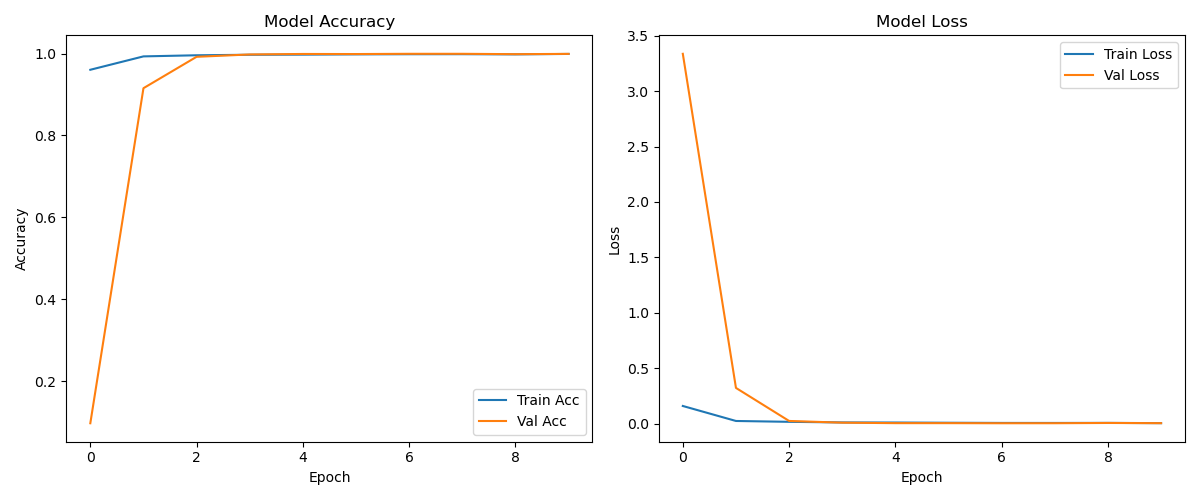 Model Accuracy
1.0
0.8
0.6
0.4
0.2
Accuracy
0
2
4
6
8
Epoch
Train Acc
Val Acc
Model Loss
3.5
3.0
2.5
2.0
1.5
1.0
0.5
0.0
Loss
0
2
4
6
8
Epoch
Train Loss
Val Loss